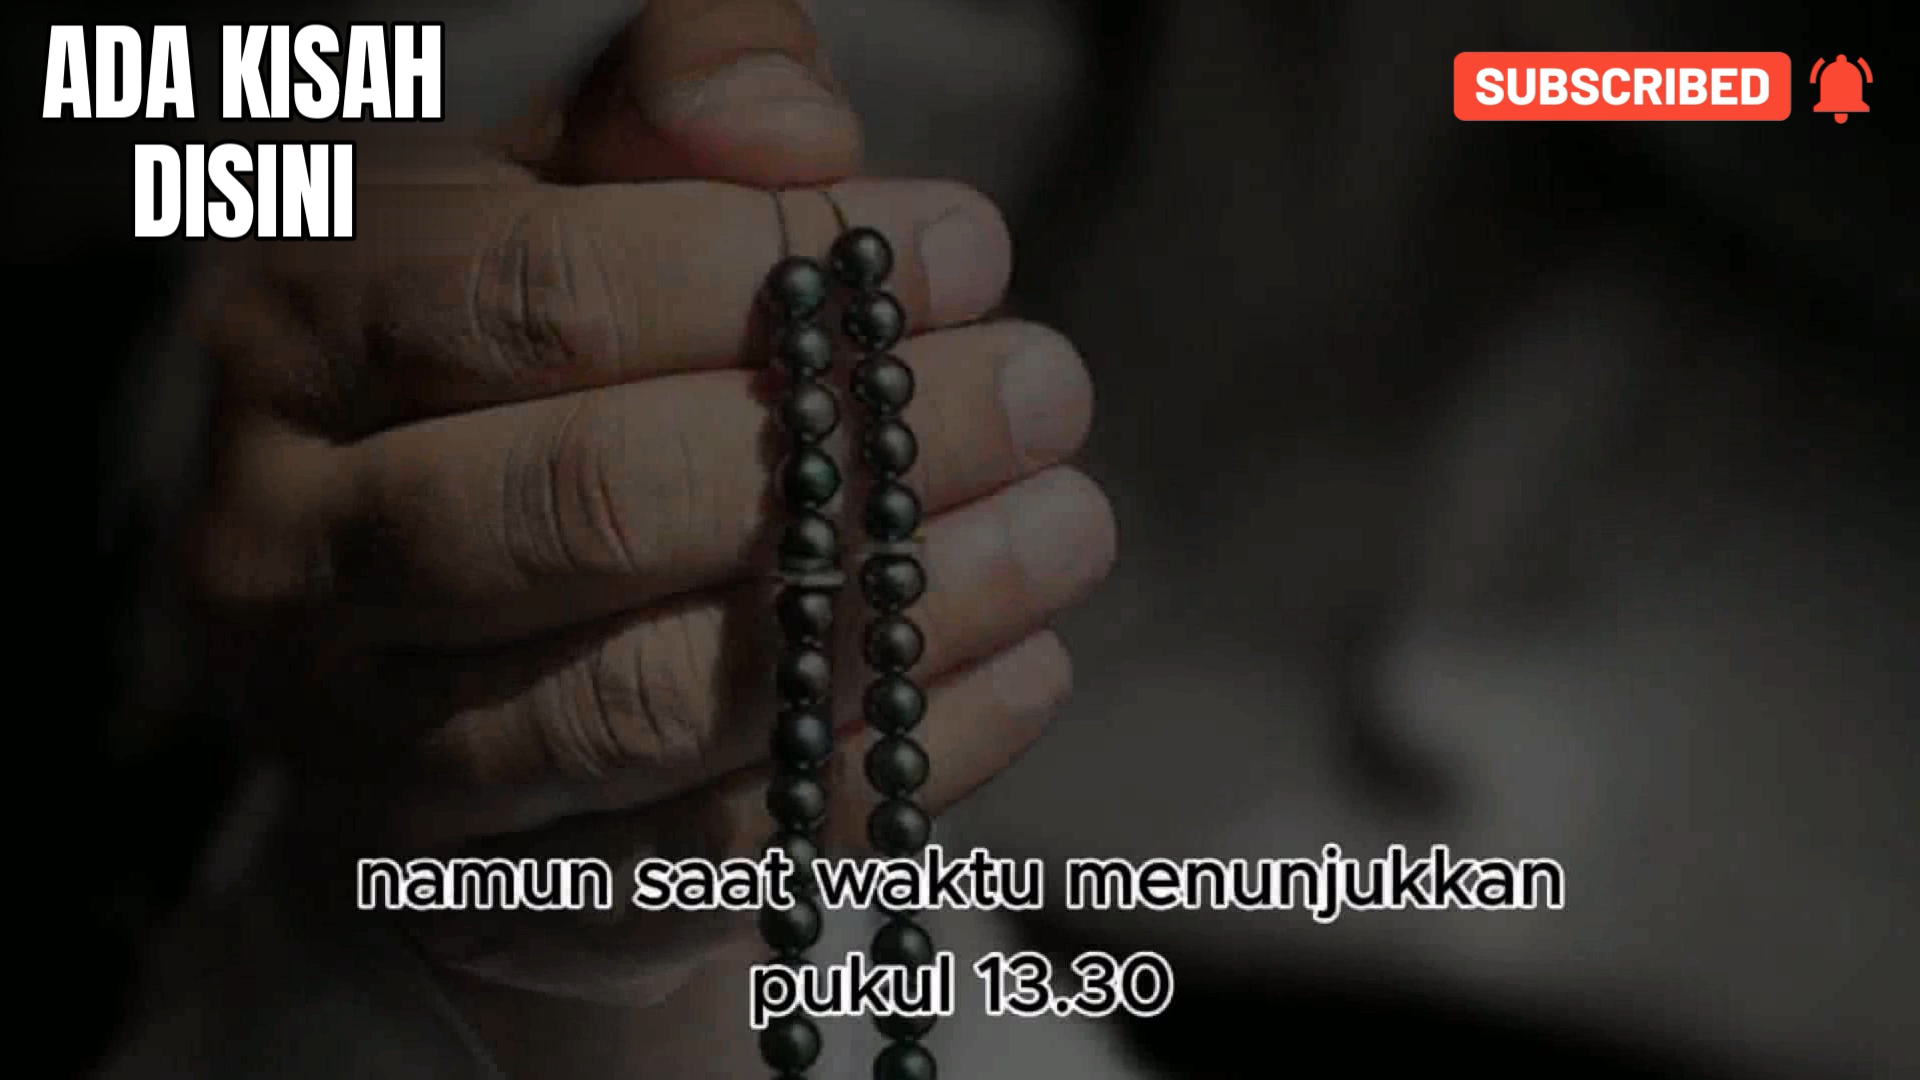 ADA KISAH
DISINI
SUBSCRIBED
namun saat waktu menunjukkan
pukul 13.30